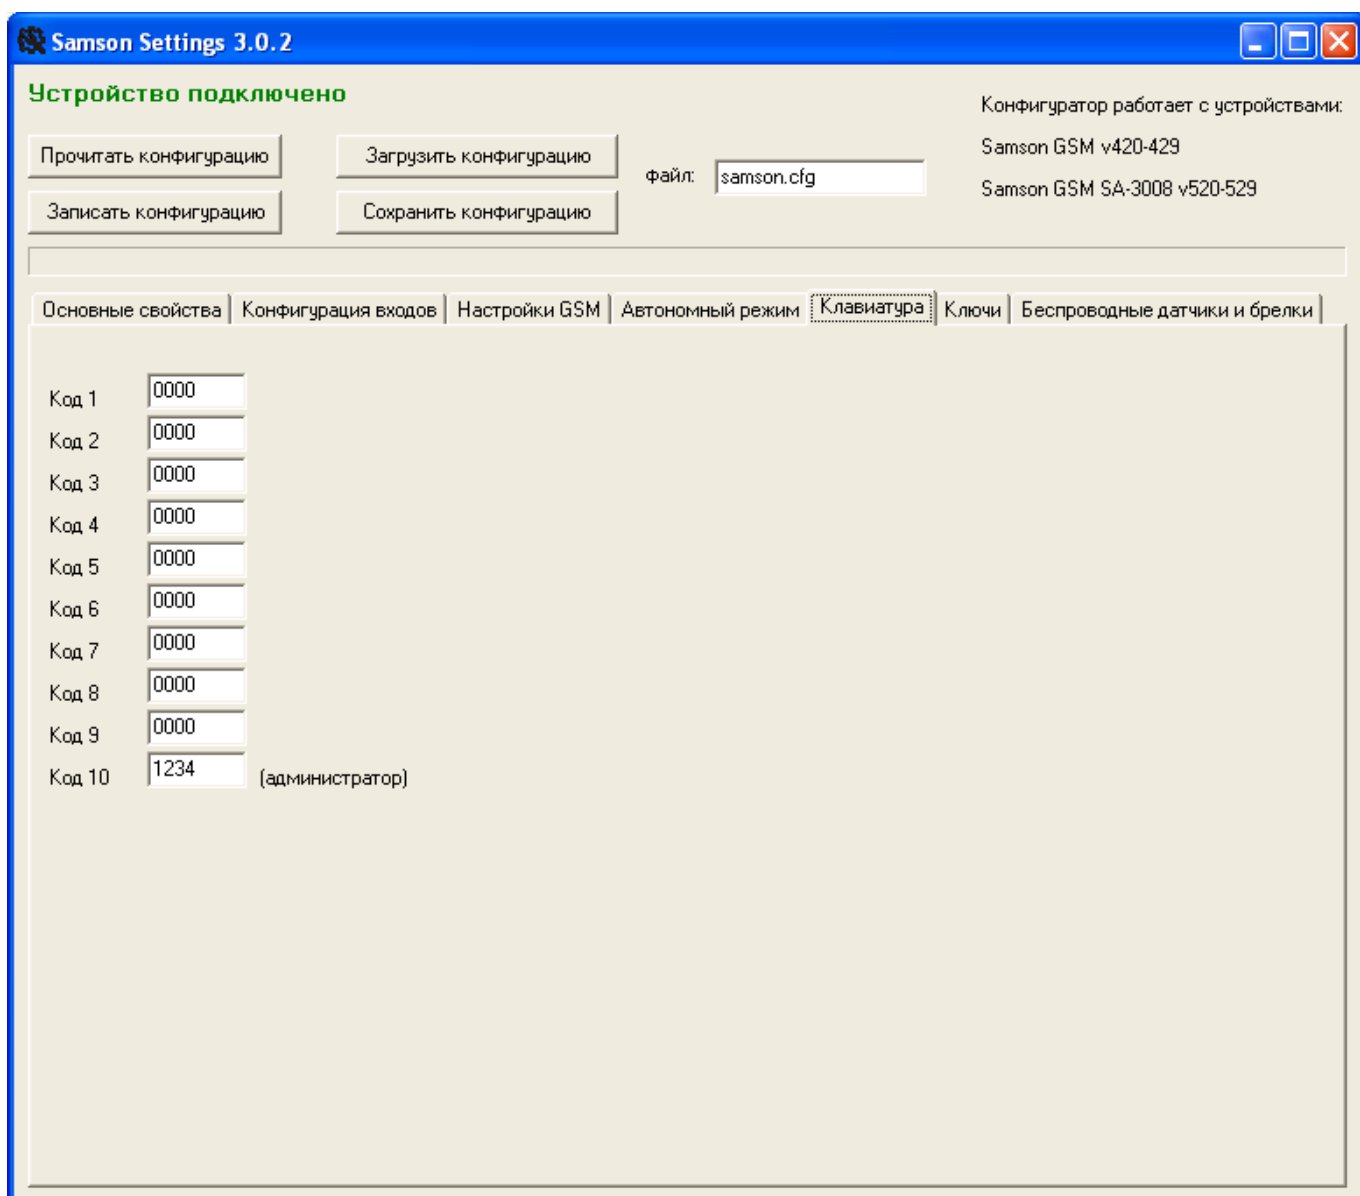 Samson Settings 3.0.2
Устройство подключено
Конфигуратор работает с устройствами:
Прочитать конфигурацию
Загрузить конфигурацию
файл:
samson.cfg
Samson GSM v420-429
Записать конфигурацию
Сохранить конфигурацию
Samson GSM SA-3008 v520-529
Основные свойства Конфигурация входов Настройки GSM Автономный режим Клавиатура Ключи Беспроводные датчики и брелки
Код 1 0000
Код 2 0000
Код 3 0000
Код 4 0000
Код 5 0000
Код 6 0000
Код 7 0000
Код 8 0000
Код 9 0000
Код 10 1234 (администратор)